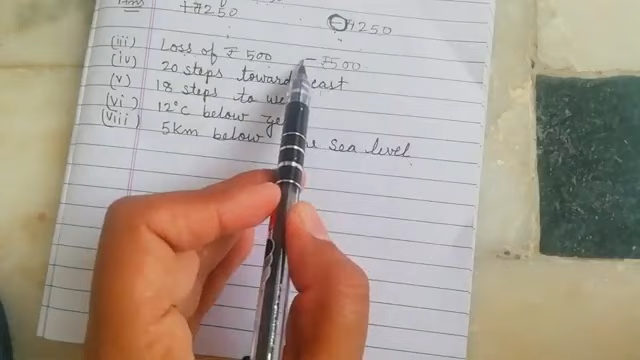 +₹250
-₹250
(iii) Loss of ₹ 500 - ₹500
(iv) 20 steps towards east
(v) 18 steps to
(vi) 12°c below
(viii) 5Km below sea level